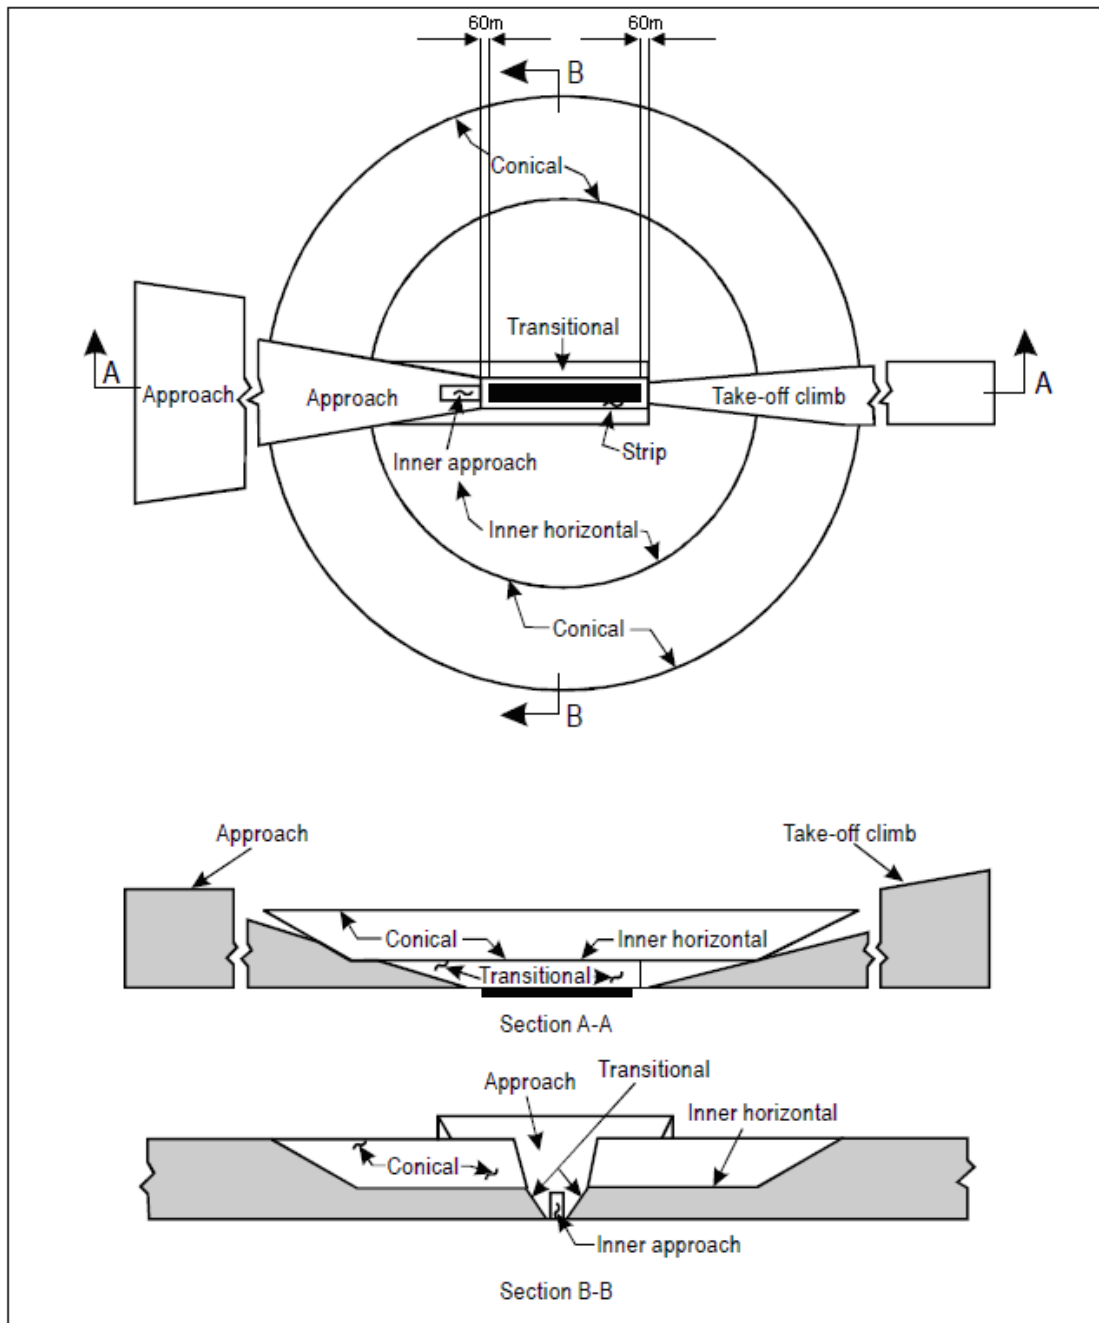 60m 60m
B
Conical
Transitional
A
Approach
Approach
Take-off climb
A
Inner approach
Strip
Inner horizontal
Conical
B
Approach
Take-off climb
Conical
Inner horizontal
Transitional
Section A-A
Transitional
Approach
Inner horizontal
Conical
Inner approach
Section B-B